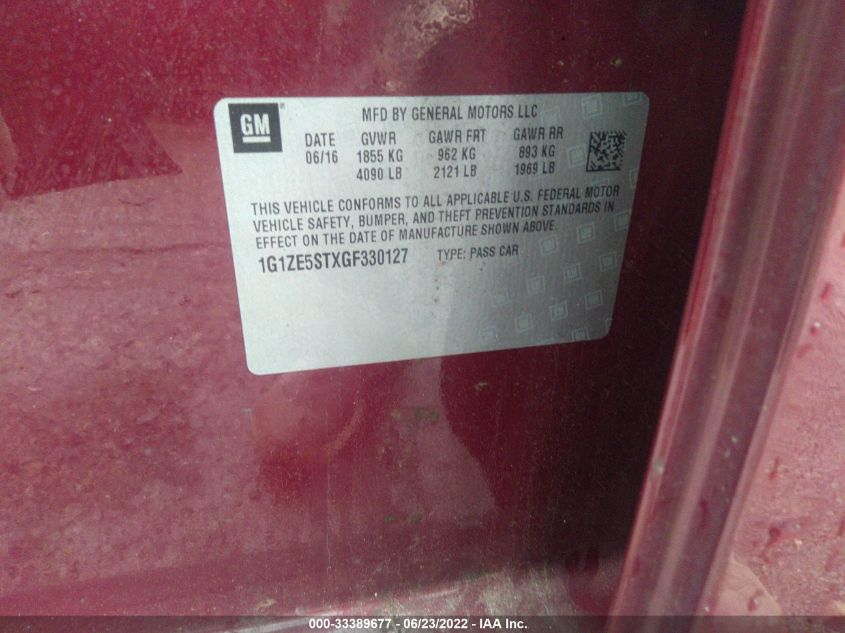 GM®
MFD BY GENERAL MOTORS LLC
DATE GVWR GAWR FRT GAWR RR
06/16 1855 KG 962 KG 893 KG
4090 LB 2121 LB 1969 LB
THIS VEHICLE CONFORMS TO ALL APPLICABLE U.S. FEDERAL MOTOR
VEHICLE SAFETY, BUMPER, AND THEFT PREVENTION STANDARDS IN
EFFECT ON THE DATE OF MANUFACTURE SHOWN ABOVE.
1G1ZE5STXGF330127 TYPE: PASS CAR
000-33389677 - 06/23/2022 - IAA Inc.